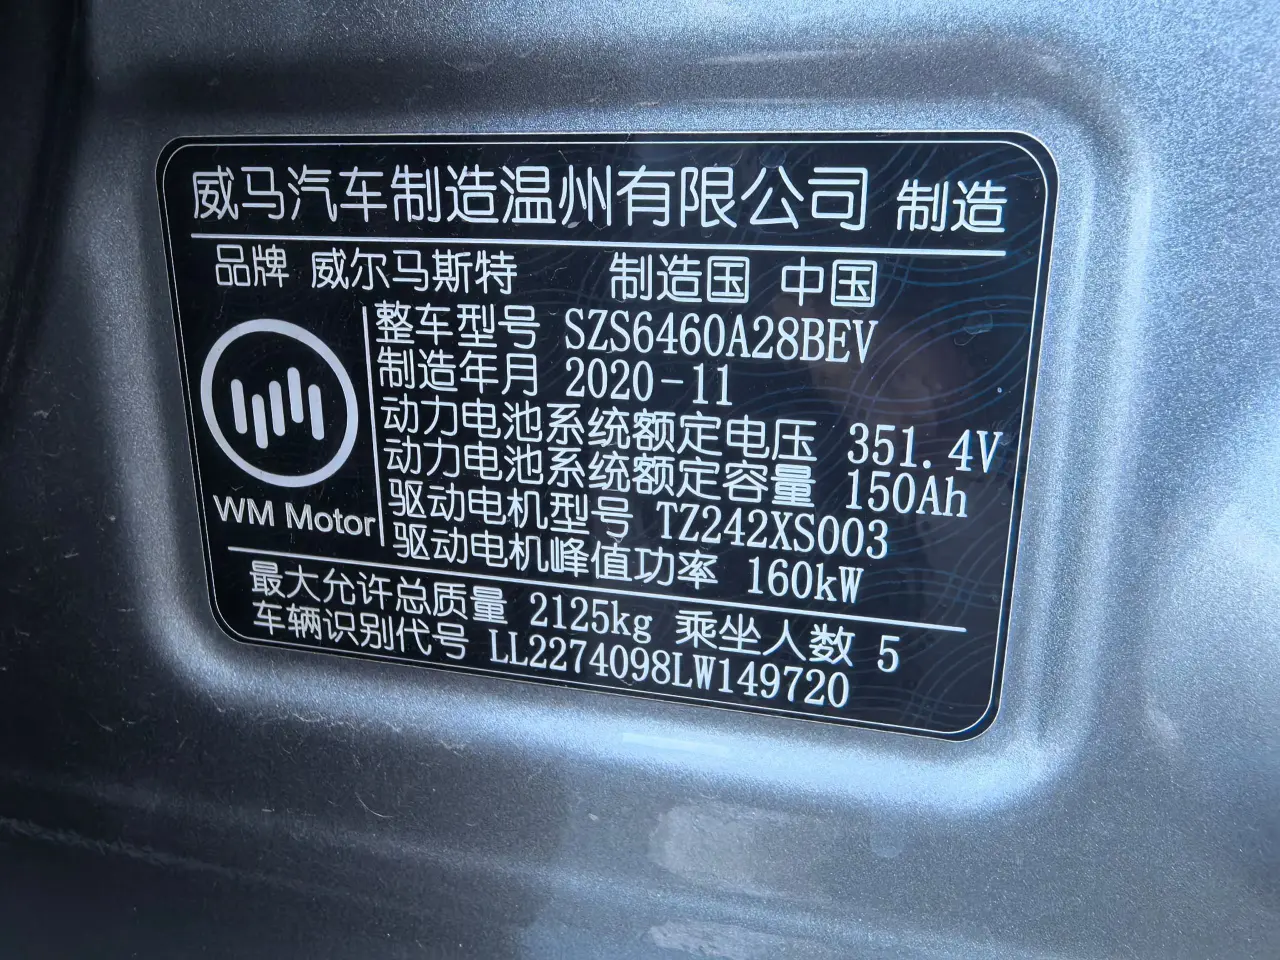 威马汽车制造温州有限公司 制造
品牌 威尔马斯特 制造国 中国
整车型号 SZS6460A28BEV
制造年月 2020-11
动力电池系统额定电压 351.4V
动力电池系统额定容量 150Ah
驱动电机型号 TZ242XS003
驱动电机峰值功率 160kW
WM Motor
最大允许总质量 2125kg 乘坐人数 5
车辆识别代号 LL2274098LW149720